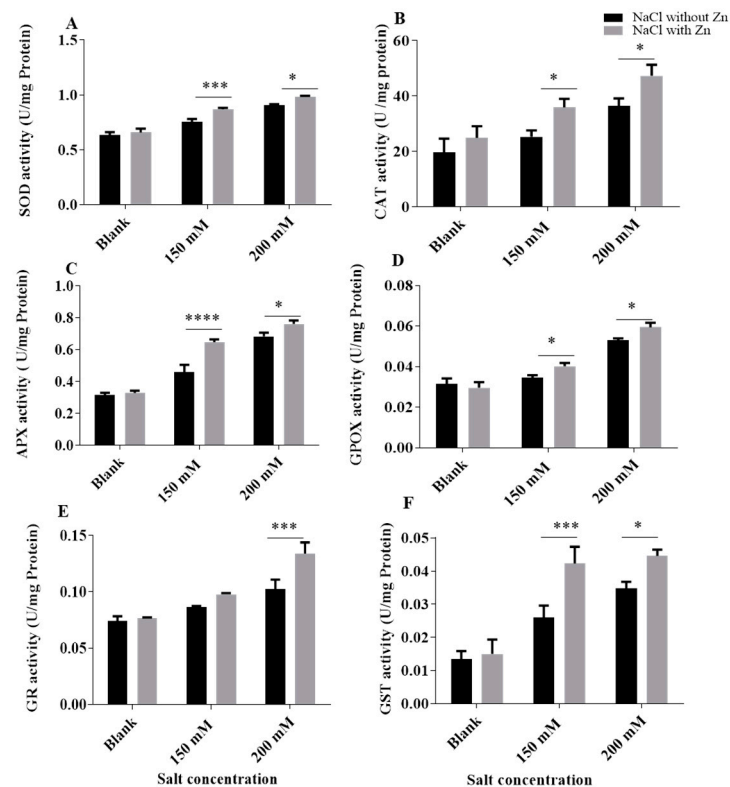 NaCl without Zn
NaCl with Zn
A
SOD activity (U/mg Protein)
1.5
1.0
0.5
0.0
***
*
Blank
150 mM
200 mM
B
CAT activity (U /mg protein)
60
40
20
0
*
*
Blank
150 mM
200 mM
C
APX activity ( U/mg Protein)
1.0
0.8
0.6
0.4
0.2
0.0
****
*
Blank
150 mM
200 mM
D
GPOX activity (U/mg Protein)
0.08
0.06
0.04
0.02
0.00
*
*
Blank
150 mM
200 mM
E
GR activity (U/mg Protein)
0.15
0.10
0.05
0.00
***
Blank
150 mM
200 mM
Salt concentration
F
GST activity (U/mg Protein)
0.05
0.04
0.03
0.02
0.01
0.00
***
*
Blank
150 mM
200 mM
Salt concentration